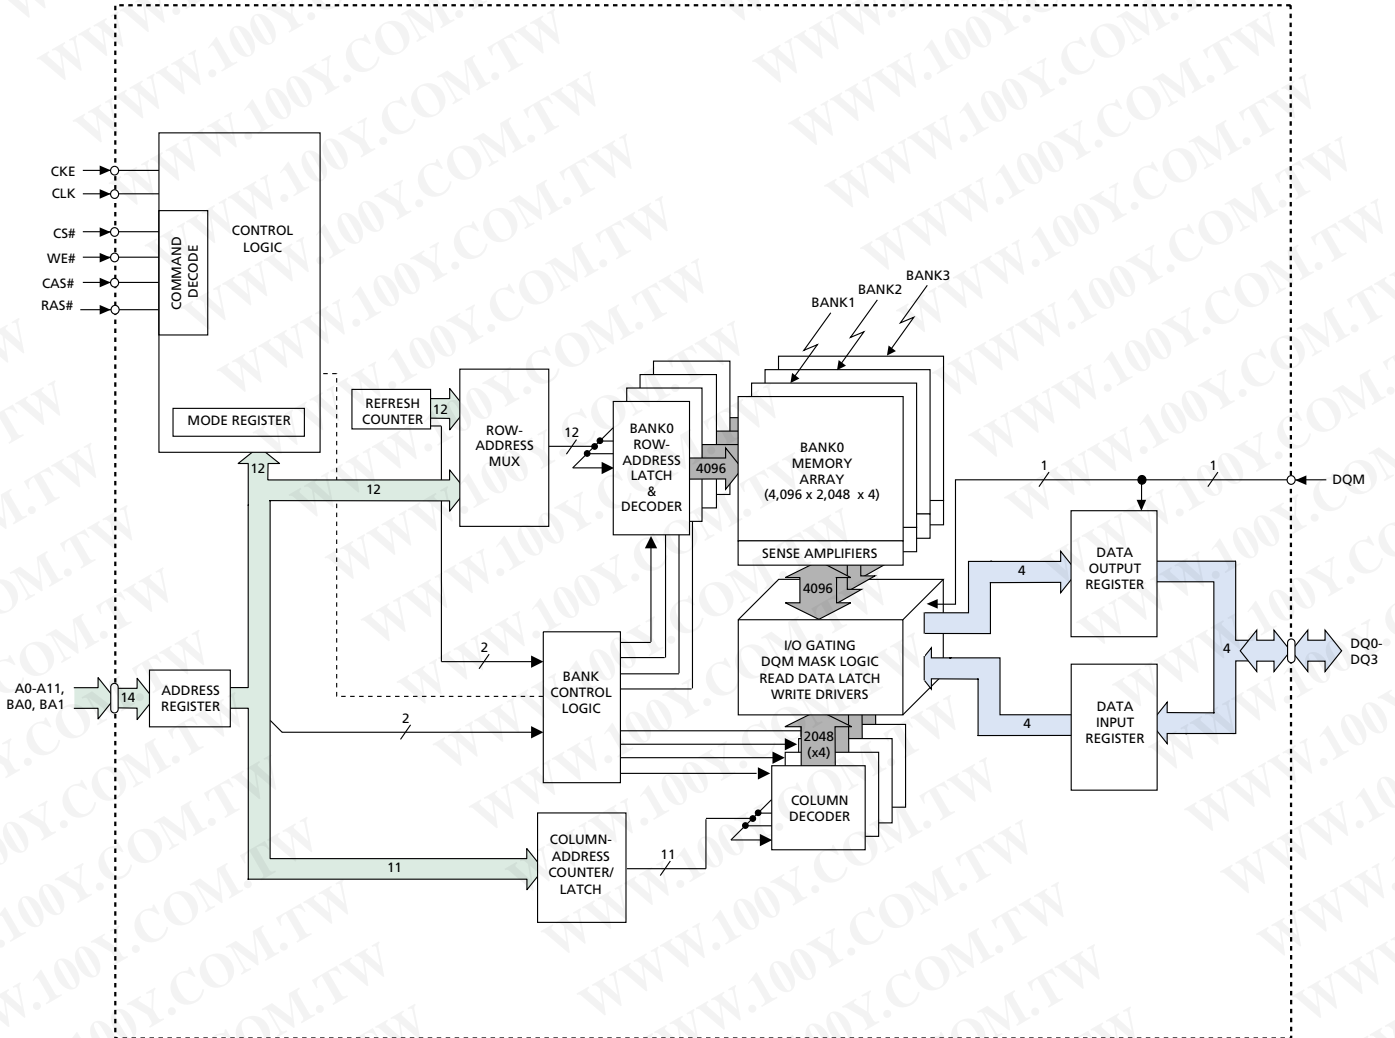 CKE
CLK
CS#
WE#
CAS#
RAS#
COMMAND
DECODE
CONTROL
LOGIC
MODE REGISTER
12
REFRESH
COUNTER
12
12
ROW-
ADDRESS
MUX
12
BANK0
ROW-
ADDRESS
LATCH
&
DECODER
4096
BANK1
BANK2
BANK3
BANK0
MEMORY
ARRAY
(4,096 x 2,048 x 4)
SENSE AMPLIFIERS
4096
I/O GATING
DQM MASK LOGIC
READ DATA LATCH
WRITE DRIVERS
2048
(x4)
COLUMN
DECODER
1
1
DQM
DATA
OUTPUT
REGISTER
4
4
DQ0-
DQ3
DATA
INPUT
REGISTER
4
A0-A11,
BA0, BA1
14
ADDRESS
REGISTER
2
2
BANK
CONTROL
LOGIC
11
COLUMN-
ADDRESS
COUNTER/
LATCH
11
WWW.100Y.COM.TW